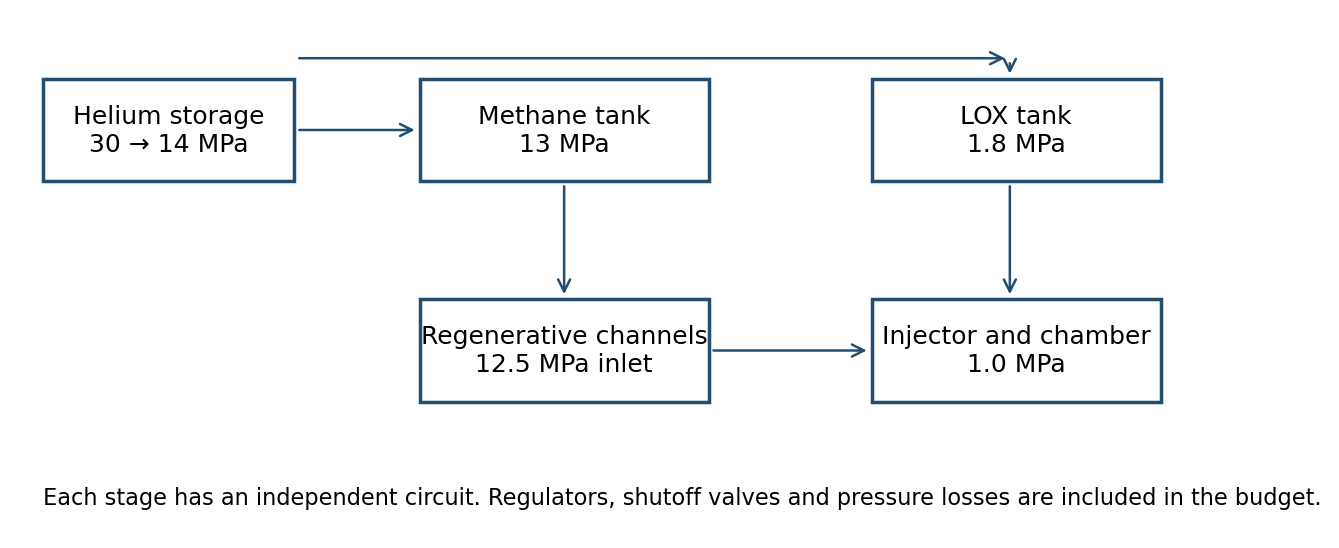 Helium storage
30 → 14 MPa
Methane tank
13 MPa
LOX tank
1.8 MPa
Regenerative channels
12.5 MPa inlet
Injector and chamber
1.0 MPa
Each stage has an independent circuit. Regulators, shutoff valves and pressure losses are included in the budget.